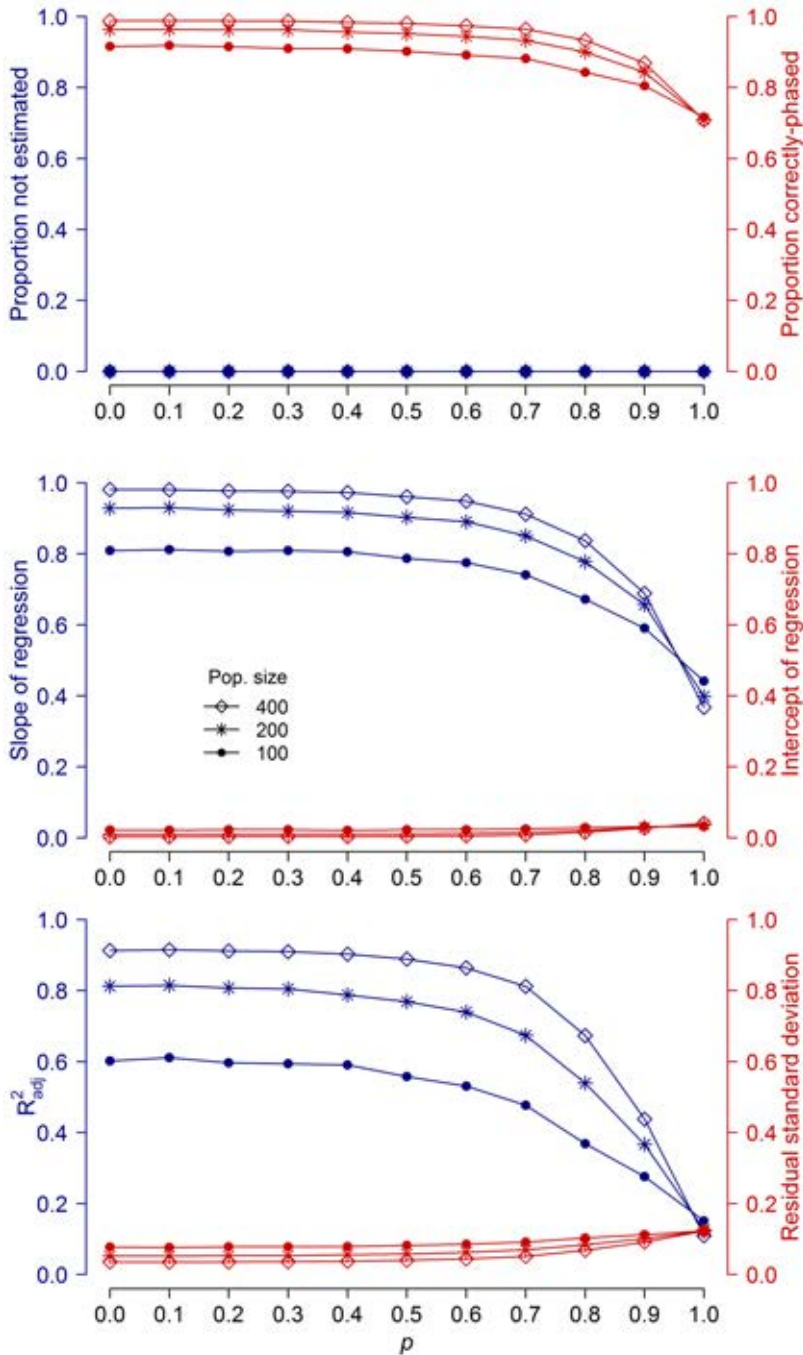 Proportion not estimated
1.0 1.0
0.8 0.8
0.6 0.6
0.4 0.4
0.2 0.2
0.0 0.0
Proportion correctly-phased
0.0 0.1 0.2 0.3 0.4 0.5 0.6 0.7 0.8 0.9 1.0
Slope of regression
1.0 1.0
0.8 0.8
0.6 0.6
0.4 0.4
0.2 0.2
0.0 0.0
Intercept of regression
Pop. size
400
200
100
0.0 0.1 0.2 0.3 0.4 0.5 0.6 0.7 0.8 0.9 1.0
R²adj
1.0 1.0
0.8 0.8
0.6 0.6
0.4 0.4
0.2 0.2
0.0 0.0
Residual standard deviation
0.0 0.1 0.2 0.3 0.4 0.5 0.6 0.7 0.8 0.9 1.0
p